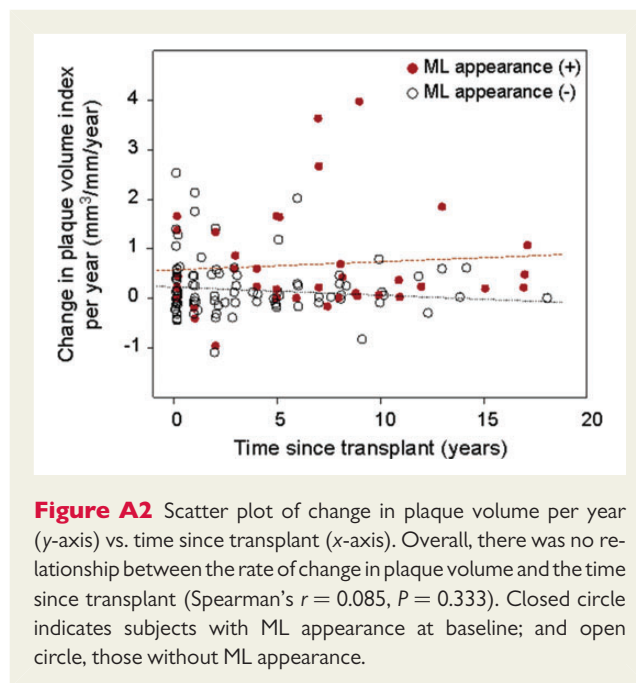 ML appearance (+)
ML appearance (-)
Change in plaque volume index
per year (mm³/mm/year)
4
3
2
1
0
-1
0 5 10 15 20
Time since transplant (years)
Figure A2 Scatter plot of change in plaque volume per year
(y-axis) vs. time since transplant (x-axis). Overall, there was no re-
lationship between the rate of change in plaque volume and the time
since transplant (Spearman's r = 0.085, P = 0.333). Closed circle
indicates subjects with ML appearance at baseline; and open
circle, those without ML appearance.